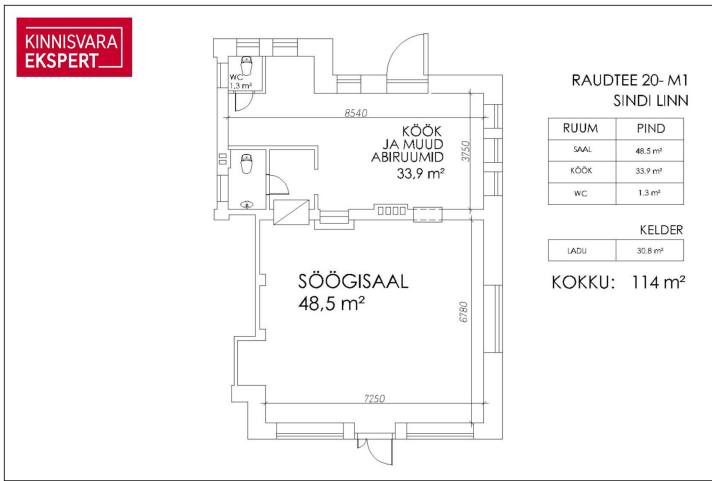 KINNISVARA
EKSPERT
WC
1,3 m²
8540
KÖÖK
JA MUUD
ABIRUUMID
33,9 m²
3750
SÖÖGISAAL
48,5 m²
6780
7250
RAUDTEE 20- M1
SINDI LINN
RUUM PIND
SAAL 48,5 m²
KÖÖK 33,9 m²
WC 1.3 m²
KELDER
LADU 30,8 m²
KOKKU: 114 m²